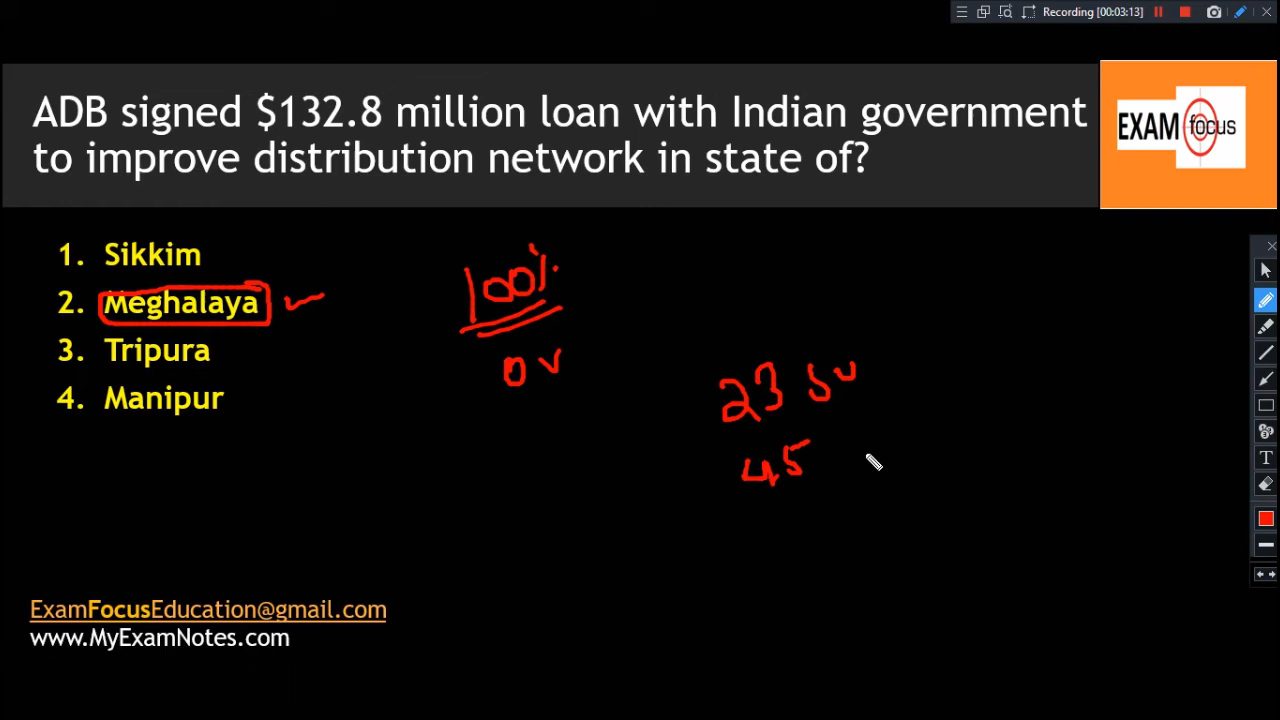 Recording [00:03:13]
ADB signed $132.8 million loan with Indian government
to improve distribution network in state of?
EXAM focus
1. Sikkim
2. Meghalaya
3. Tripura
4. Manipur
100%
0
23
45
ExamFocusEducation@gmail.com
www.MyExamNotes.com
T